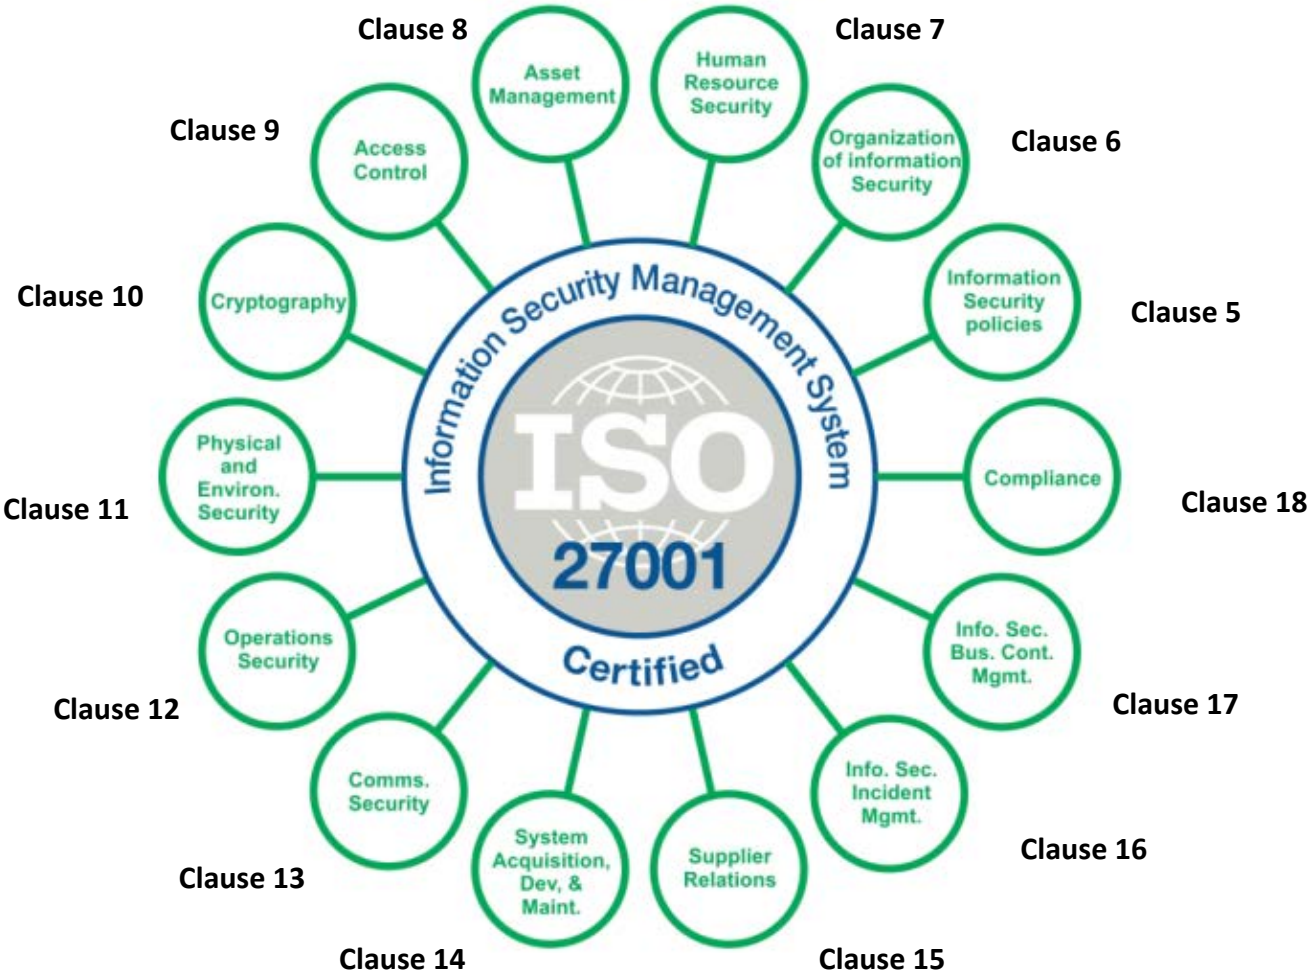 Clause 8
Asset
Management
Clause 7
Human
Resource
Security
Clause 9
Access
Control
Clause 6
Organization
of information
Security
Clause 10
Cryptography
Clause 5
Information
Security
policies
Clause 11
Physical
and
Environ.
Security
Clause 18
Compliance
Information Security Management System
ISO
27001
Certified
Clause 12
Operations
Security
Clause 17
Info. Sec.
Bus. Cont.
Mgmt.
Clause 13
Comms.
Security
Clause 16
Info. Sec.
Incident
Mgmt.
Clause 14
System
Acquisition,
Dev, &
Maint.
Clause 15
Supplier
Relations